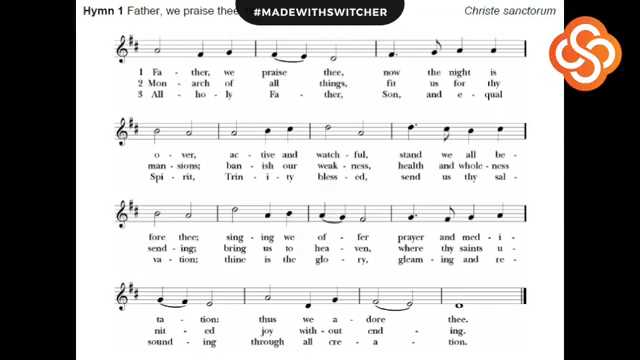 Hymn 1 Father, we praise thee #MADEWITHSWITCHER Christe sanctorum
1 Fa - ther, we praise thee, now the night is
2 Mon - arch of all things, fit us for thy
3 All - ho - ly Fa - ther, Son, and e - qual
o - ver, ac - tive and watch - ful, stand we all be -
man - sions; ban - ish our weak - ness, health and whole - ness
Spi - rit, Trin - i - ty bless - ed, send us thy sal -
fore thee; sing - ing we of - fer prayer and med - i -
send - ing; bring us to hea - ven, where thy saints u -
va - tion; thine is the glo - ry, gleam - ing and re -
ta - tion: thus we a - dore thee.
nit - ed joy with - out end - ing.
sound - ing through all cre - a - tion.